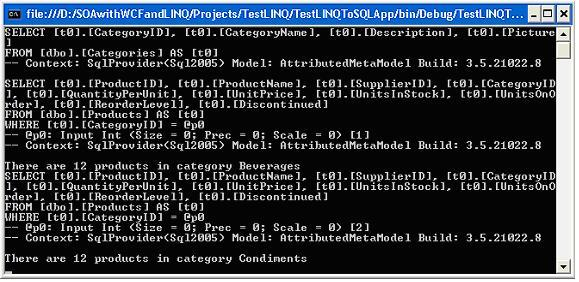 file:///D:/SOAwithWCFandLINQ/Projects/TestLINQ/TestLINQToSQLApp/bin/Debug/TestLINQT...
SELECT [t0].[CategoryID], [t0].[CategoryName], [t0].[Description], [t0].[Picture
]
FROM [dbo].[Categories] AS [t0]
-- Context: SqlProvider(Sql2005) Model: AttributedMetaModel Build: 3.5.21022.8
SELECT [t0].[ProductID], [t0].[ProductName], [t0].[SupplierID], [t0].[CategoryID
], [t0].[QuantityPerUnit], [t0].[UnitPrice], [t0].[UnitsInStock], [t0].[UnitsOnO
rder], [t0].[ReorderLevel], [t0].[Discontinued]
FROM [dbo].[Products] AS [t0]
WHERE [t0].[CategoryID] = @p0
-- @p0: Input Int (Size = 0; Prec = 0; Scale = 0) [1]
-- Context: SqlProvider(Sql2005) Model: AttributedMetaModel Build: 3.5.21022.8
There are 12 products in category Beverages
SELECT [t0].[ProductID], [t0].[ProductName], [t0].[SupplierID], [t0].[CategoryID
], [t0].[QuantityPerUnit], [t0].[UnitPrice], [t0].[UnitsInStock], [t0].[UnitsOnO
rder], [t0].[ReorderLevel], [t0].[Discontinued]
FROM [dbo].[Products] AS [t0]
WHERE [t0].[CategoryID] = @p0
-- @p0: Input Int (Size = 0; Prec = 0; Scale = 0) [2]
-- Context: SqlProvider(Sql2005) Model: AttributedMetaModel Build: 3.5.21022.8
There are 12 products in category Condiments